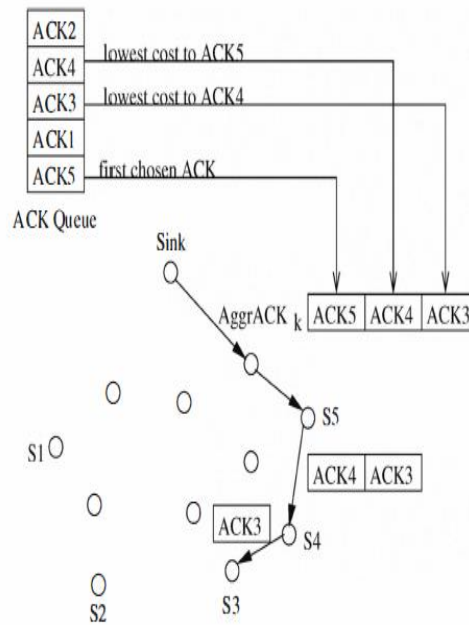 ACK2
ACK4 lowest cost to ACK5
ACK3 lowest cost to ACK4
ACK1
ACK5 first chosen ACK
ACK Queue
Sink
AggrACK k ACK5 ACK4 ACK3
S5
S1
ACK4 ACK3
ACK3
S4
S3
S2